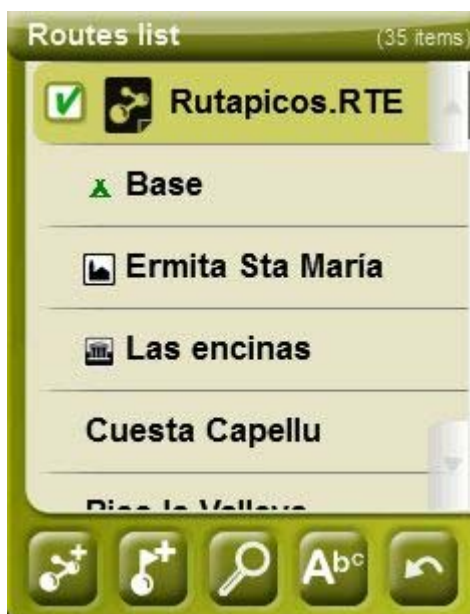 Routes list (35 items)
Rutapicos.RTE
Base
Ermita Sta María
Las encinas
Cuesta Capellu
Abc